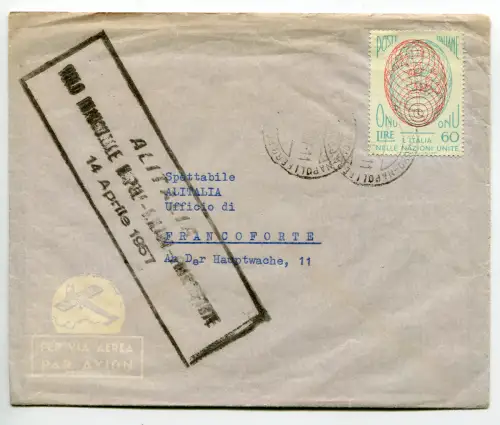 POSTE ITALIANE
ONU ONU
LIRE 60
L'ITALIA
NELLE NAZIONI UNITE
ALITALIA
VOLO
14 Aprile 1957
Spettabile
ALITALIA
Ufficio di
FRANCOFORTE
An Der Hauptwache, 11
PER VIA AEREA
PAR AVION